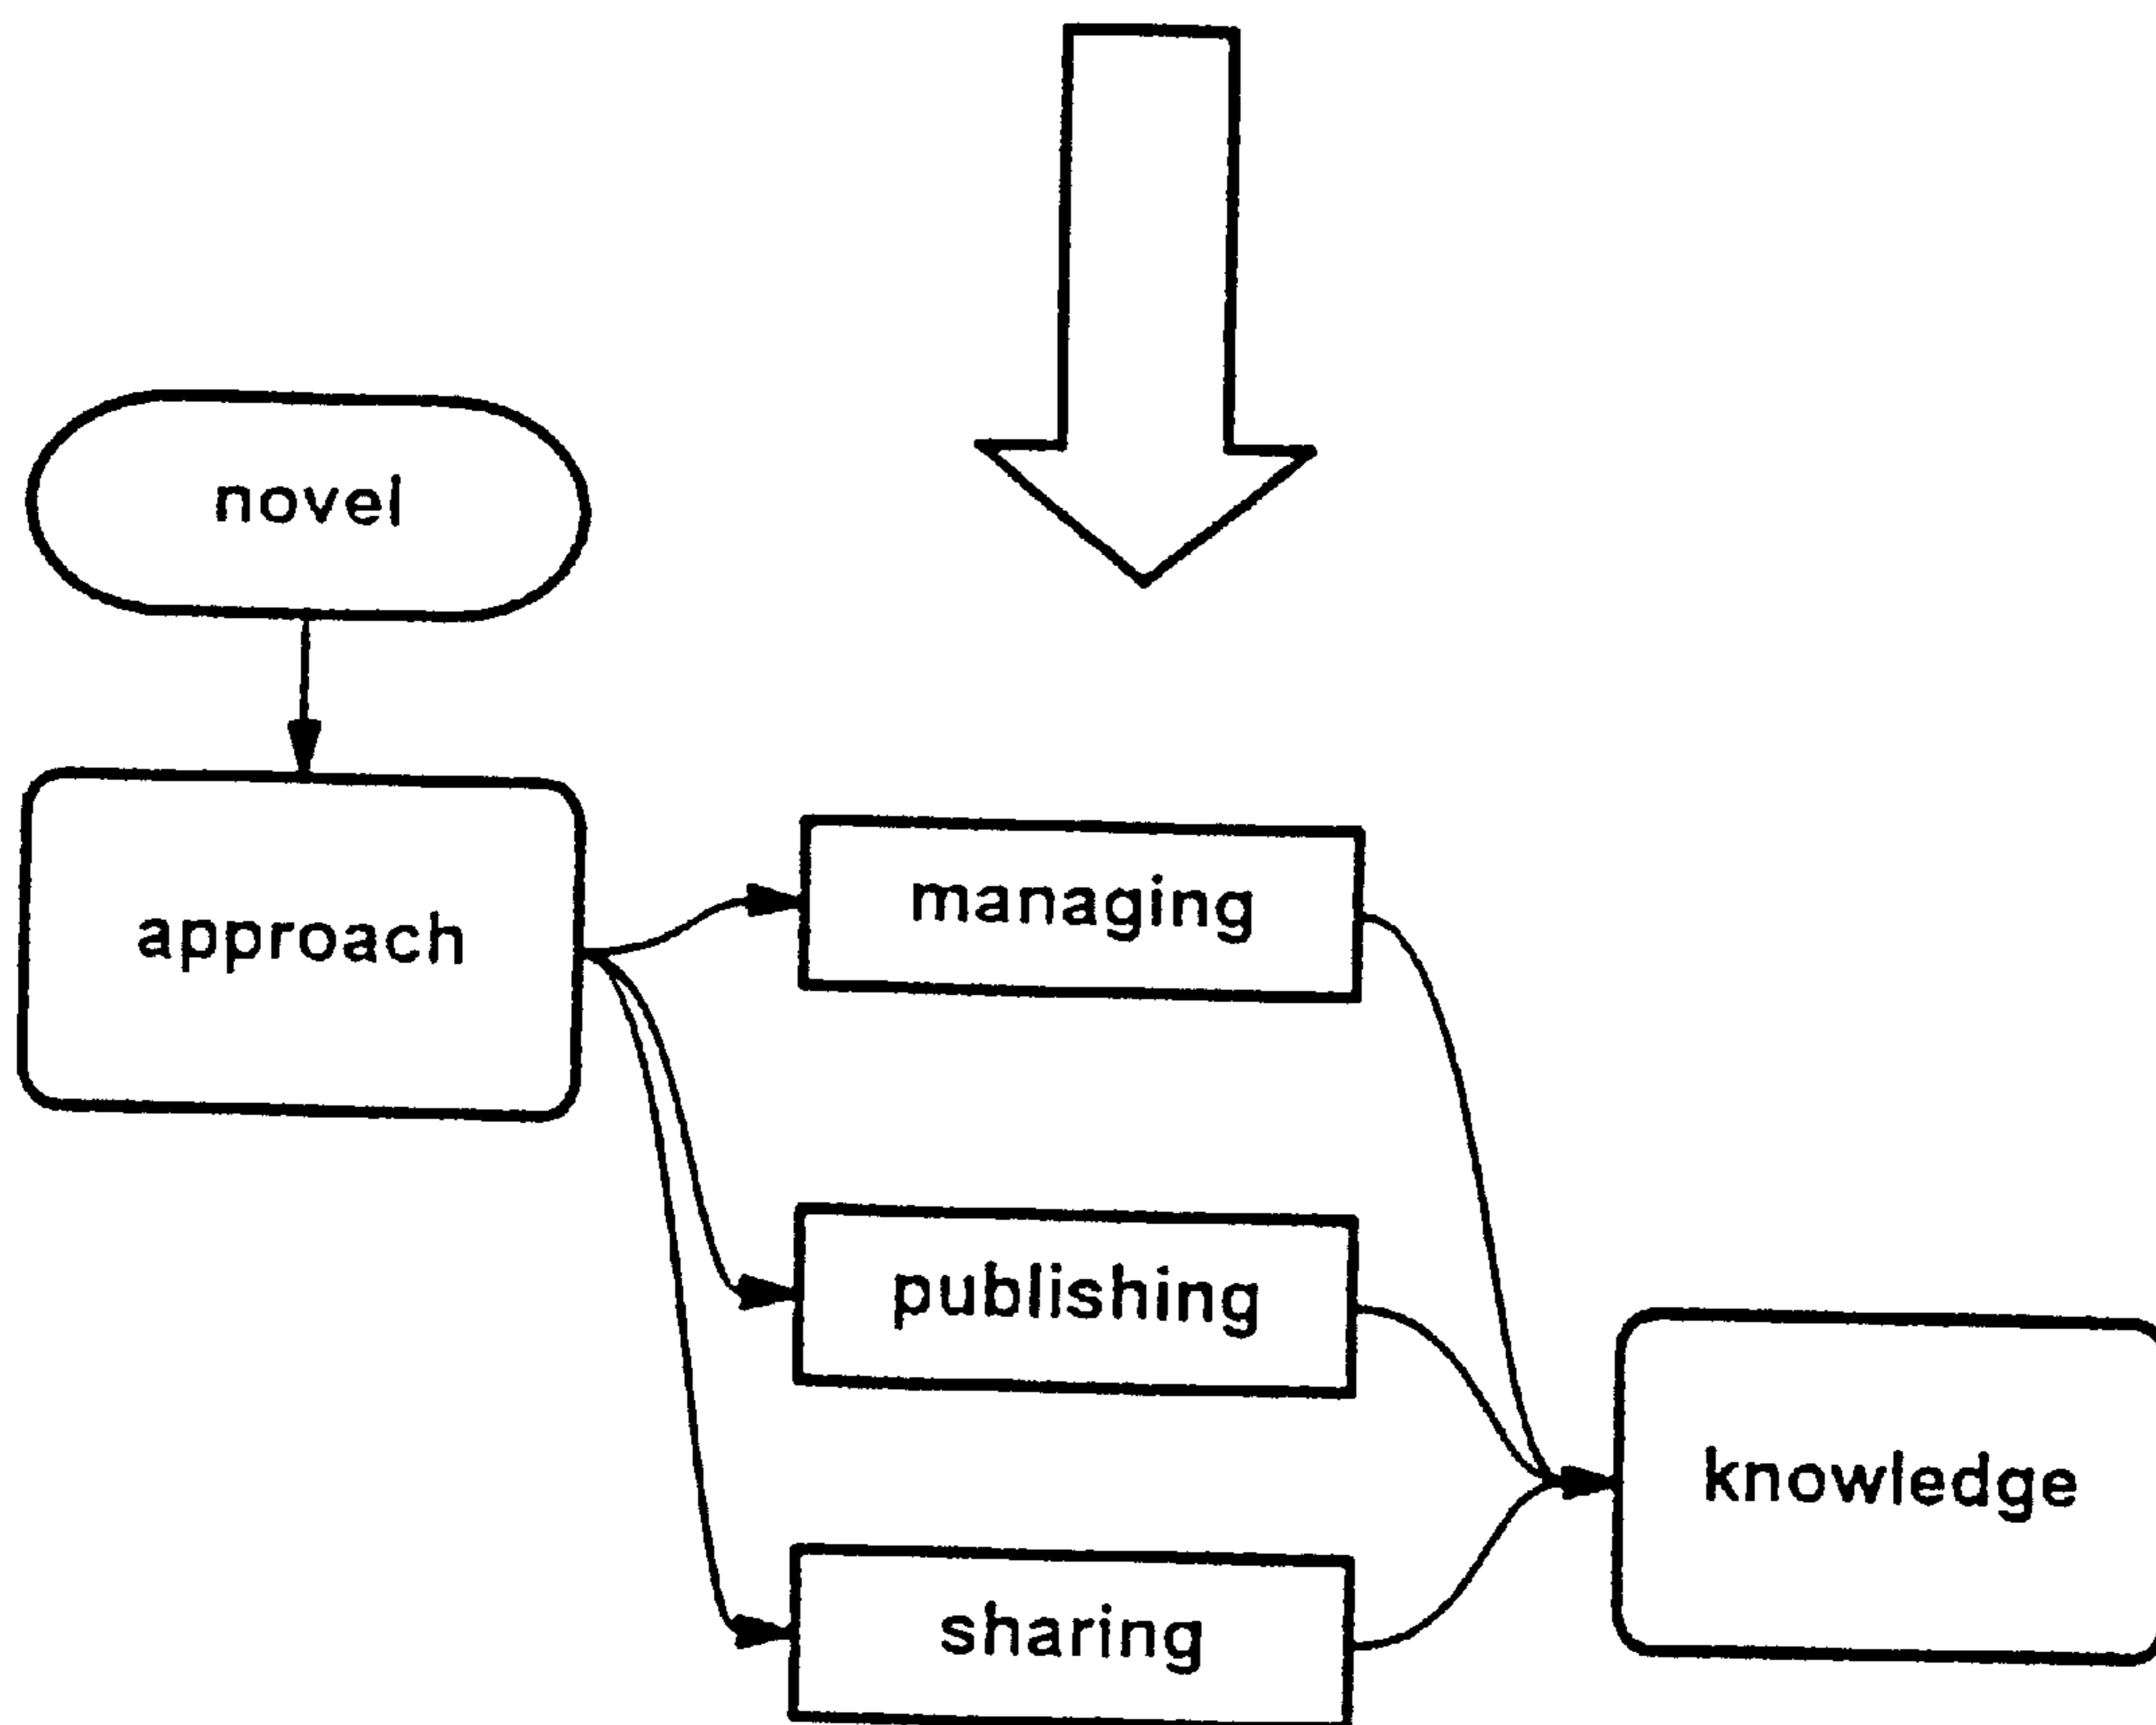 novel
approach
managing
publishing
sharing
knowledge